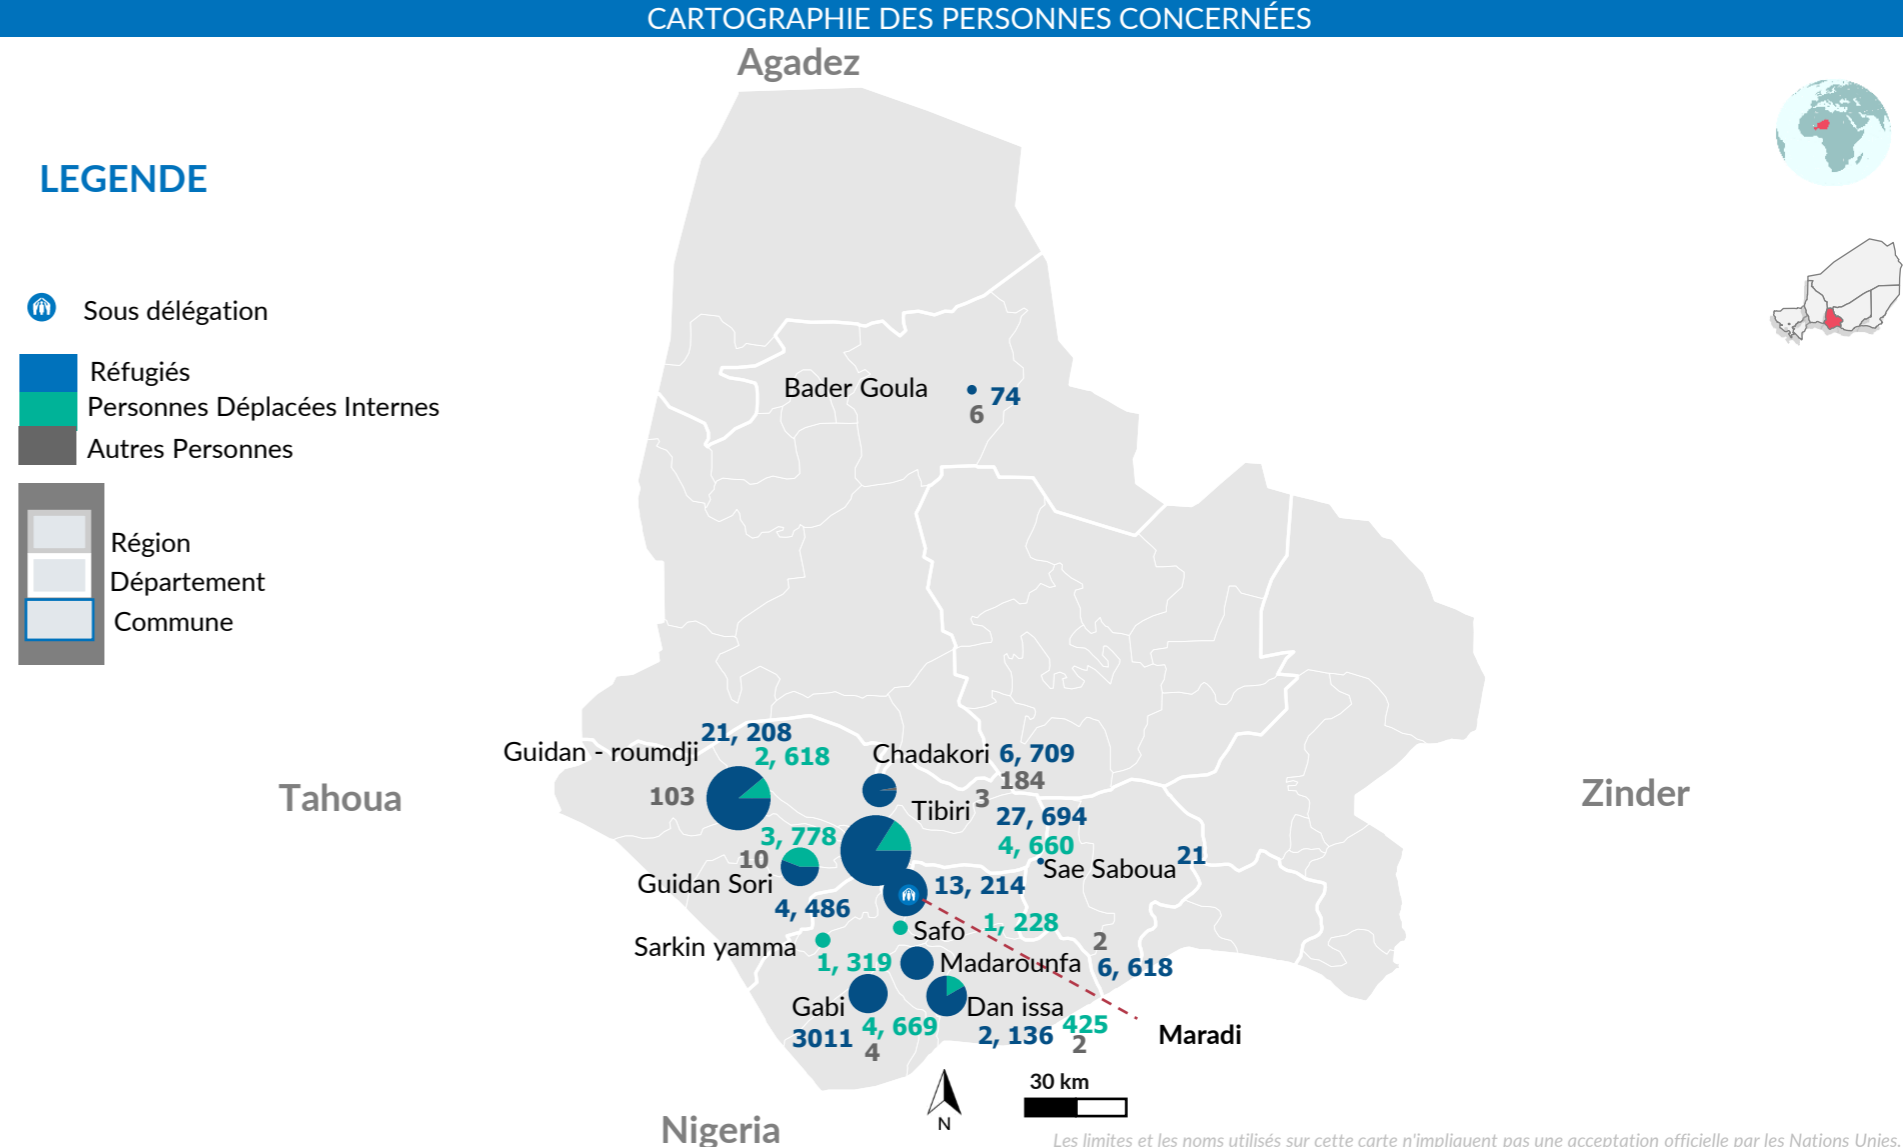 CARTOGRAPHIE DES PERSONNES CONCERNÉES
Agadez
LEGENDE
Sous délégation
Réfugiés
Personnes Déplacées Internes
Autres Personnes
Région
Département
Commune
Bader Goula
74
6
21, 208
Guidan - roumdji
2, 618
103
Chadakori
6, 709
184
Tibiri
3
27, 694
4, 660
Tahoua
Zinder
3, 778
10
Guidan Sori
4, 486
Sae Saboua
21
13, 214
Safo
1, 228
Sarkin yamma
1, 319
Madarounfa
2
6, 618
Gabi
3011
4, 669
4
Dan issa
2, 136
425
2
Maradi
30 km
N
Nigeria
Les limites et les noms utilisés sur cette carte n'impliquent pas une acceptation officielle par les Nations Unies.